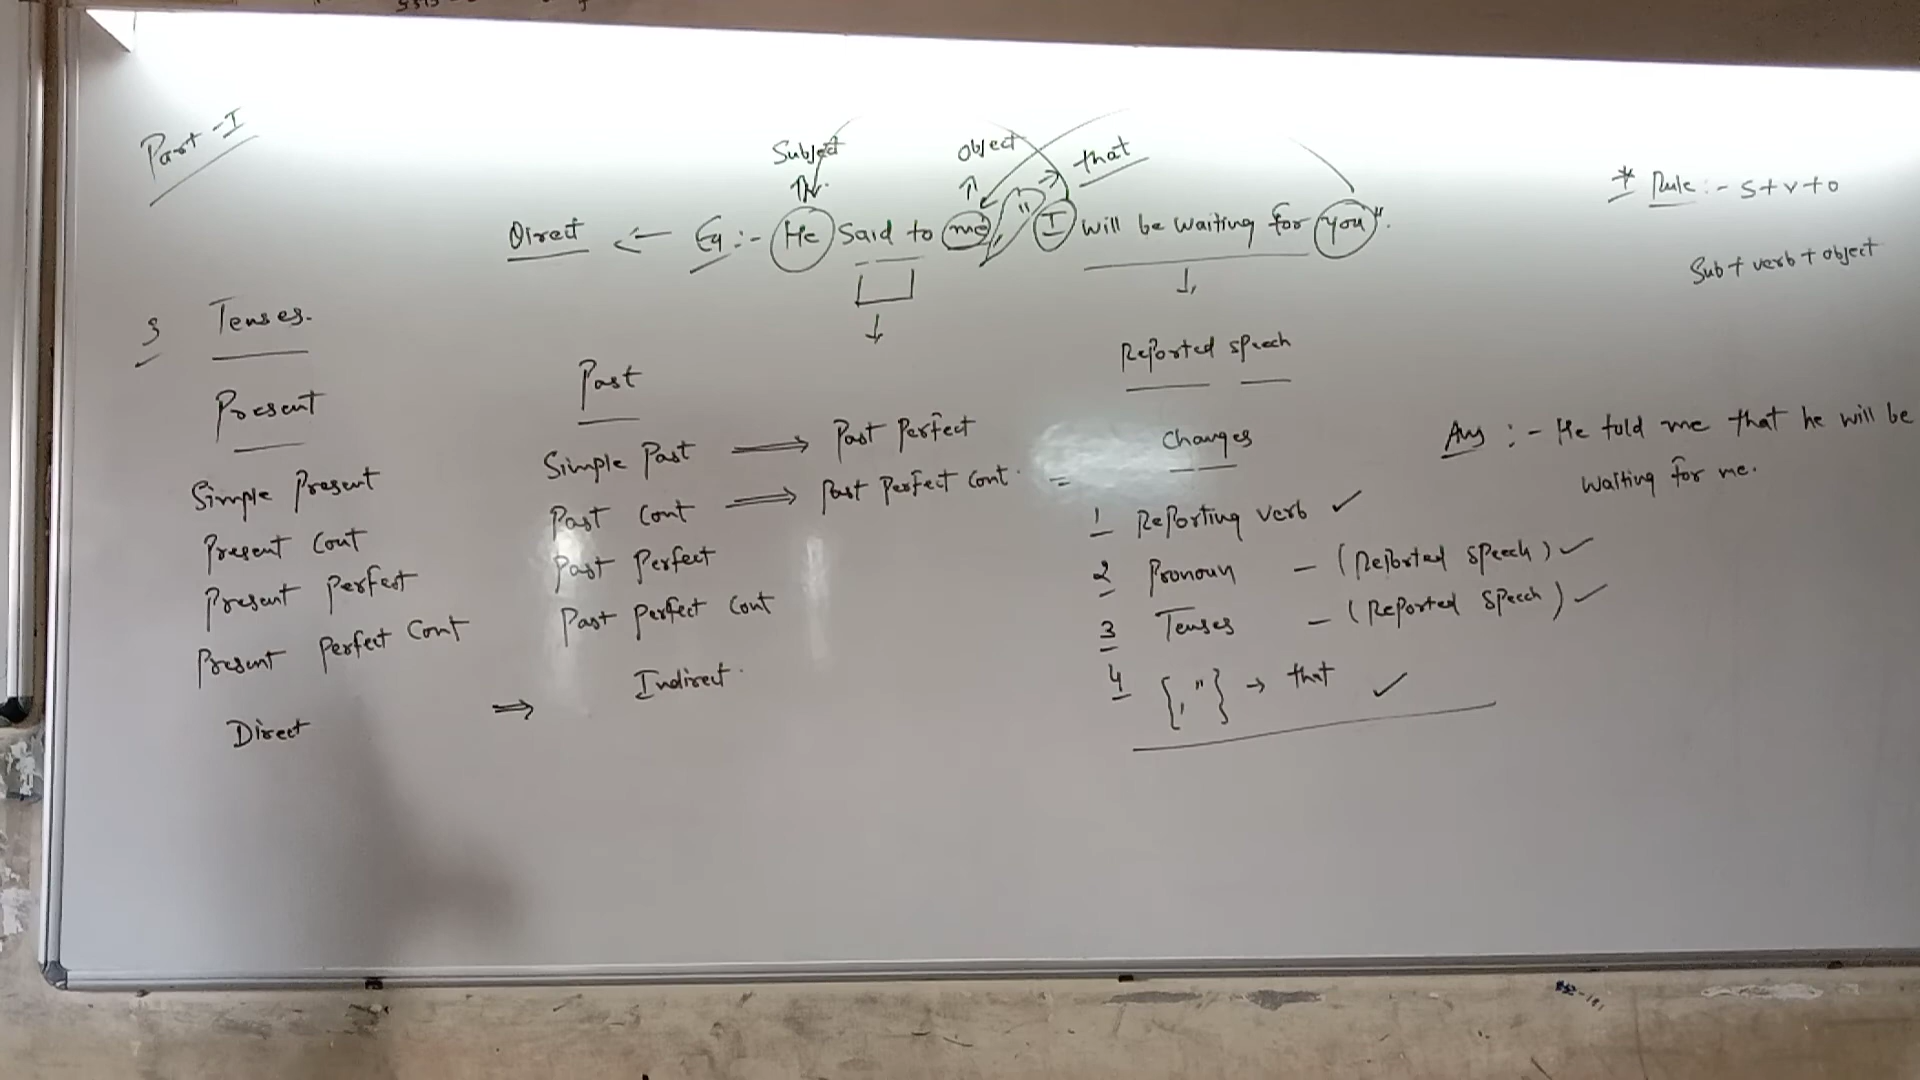 Part-I
Subject
object
that
Direct ← Eg :- He said to me, " I will be waiting for you".
* Rule :- S+V+O
Sub + verb + object
3 Tenses.
Present
Simple Present
Present Cont
Present Perfect
Present Perfect Cont
Direct ⇒ Indirect.
Past
Simple Past ⇒ Past Perfect
Past Cont ⇒ Past Perfect Cont.
Past Perfect
Past Perfect Cont
Reported speech
Changes
1 Reporting verb ✓
2 Pronoun - (Reported speech) ✓
3 Tenses - (Reported speech) ✓
4 {, "} → that ✓
Ans :- He told me that he will be
waiting for me.